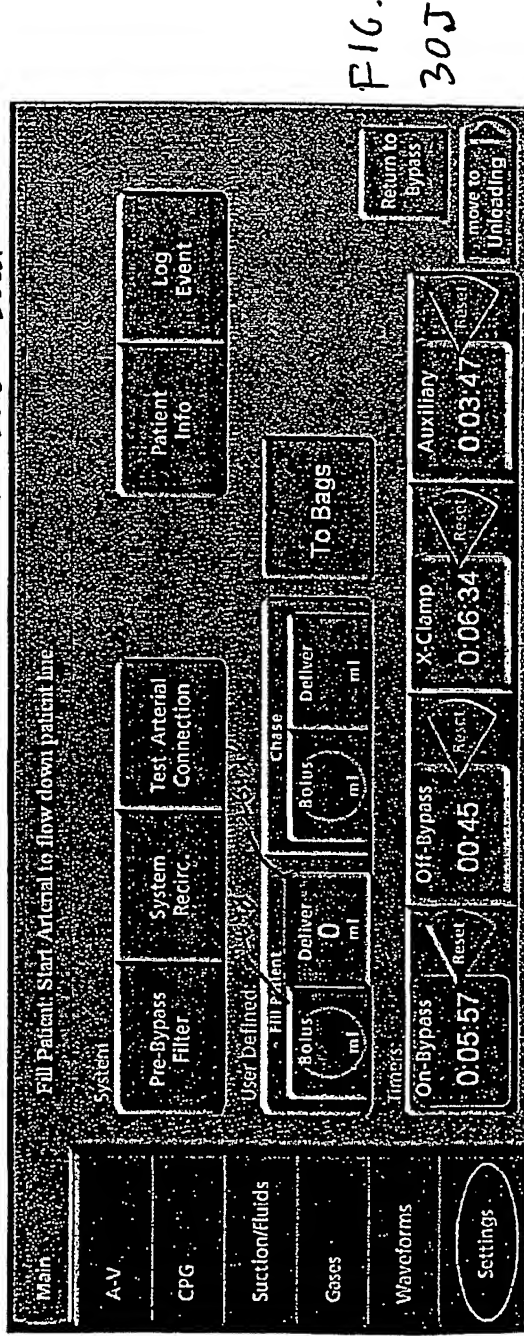 FIG.
30J
Main
Fill Patient: Start Arterial to flow down patient line
A-V
CPG
Suction/Fluids
Gases
Waveforms
Settings
System
Pre-Bypass
Filter
System
Recirc.
Test Arterial
Connection
Patient
Info
Log
Event
User Defined:
Fill Patient
Bolus
ml
Deliver
0
ml
Chase
Bolus
ml
Deliver
ml
To Bags
Return to
Bypass
Timers
On-Bypass
0:05:57
Reset
Off-Bypass
00:45
Reset
X-Clamp
0:06:34
Reset
Auxiliary
0:03:47
Reset
move to
Unloading